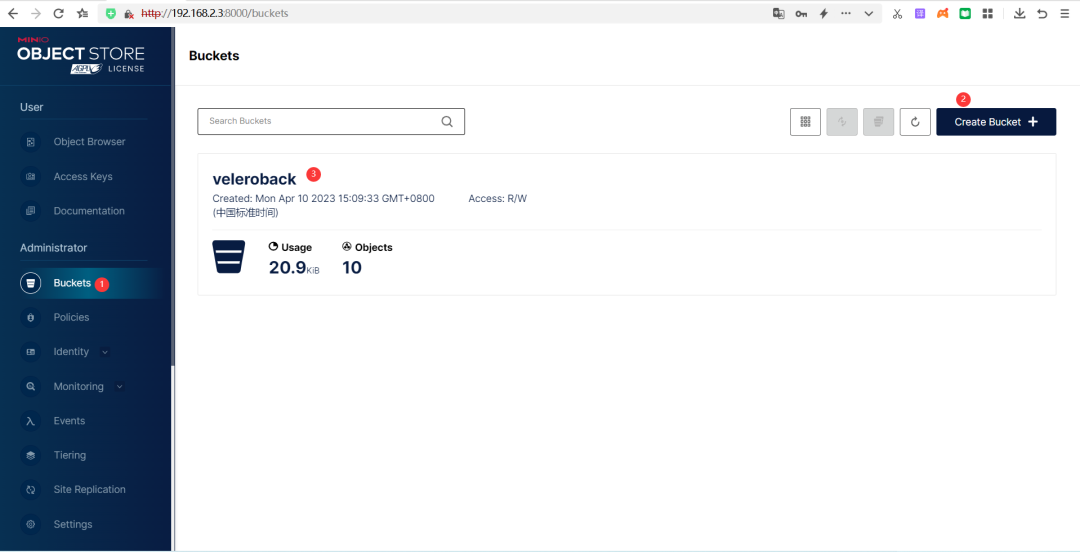 http://192.168.2.3:8000/buckets
MINIO
OBJECT STORE
AGPLv3 LICENSE
User
Object Browser
Access Keys
Documentation
Administrator
Buckets 1
Policies
Identity
Monitoring
Events
Tiering
Site Replication
Settings
Buckets
Search Buckets
2
Create Bucket +
veleroback 3
Created: Mon Apr 10 2023 15:09:33 GMT+0800 Access: R/W
(中国标准时间)
Usage Objects
20.9KiB 10